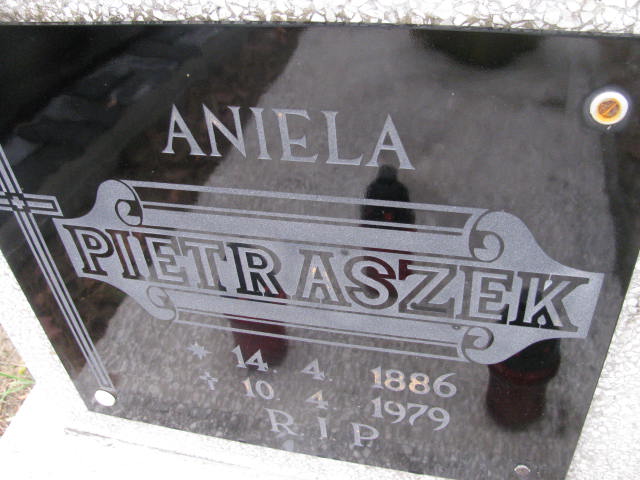 ANIELA
PIETRASZEK
* 14. 4. 1886
† 10. 4. 1979
R.I.P